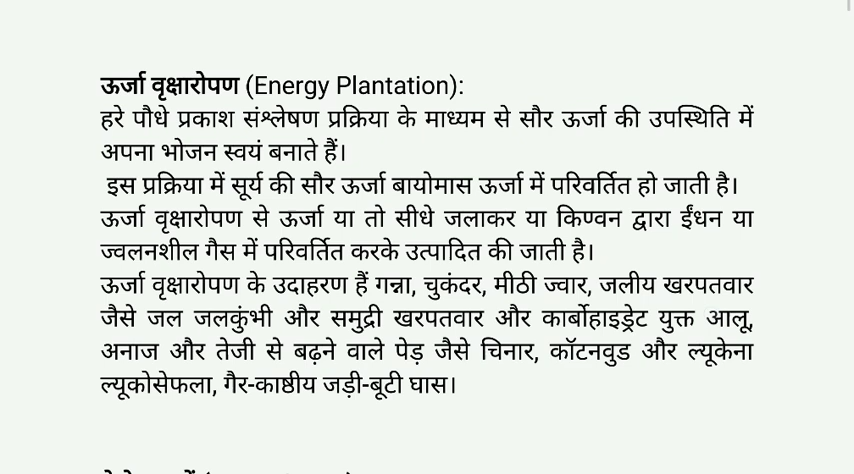 ऊर्जा वृक्षारोपण (Energy Plantation):
हरे पौधे प्रकाश संश्लेषण प्रक्रिया के माध्यम से सौर ऊर्जा की उपस्थिति में
अपना भोजन स्वयं बनाते हैं।
इस प्रक्रिया में सूर्य की सौर ऊर्जा बायोमास ऊर्जा में परिवर्तित हो जाती है।
ऊर्जा वृक्षारोपण से ऊर्जा या तो सीधे जलाकर या किण्वन द्वारा ईंधन या
ज्वलनशील गैस में परिवर्तित करके उत्पादित की जाती है।
ऊर्जा वृक्षारोपण के उदाहरण हैं गन्ना, चुकंदर, मीठी ज्वार, जलीय खरपतवार
जैसे जल जलकुंभी और समुद्री खरपतवार और कार्बोहाइड्रेट युक्त आलू,
अनाज और तेजी से बढ़ने वाले पेड़ जैसे चिनार, कॉटनवुड और ल्यूकेना
ल्यूकोसेफला, गैर-काष्ठीय जड़ी-बूटी घास।